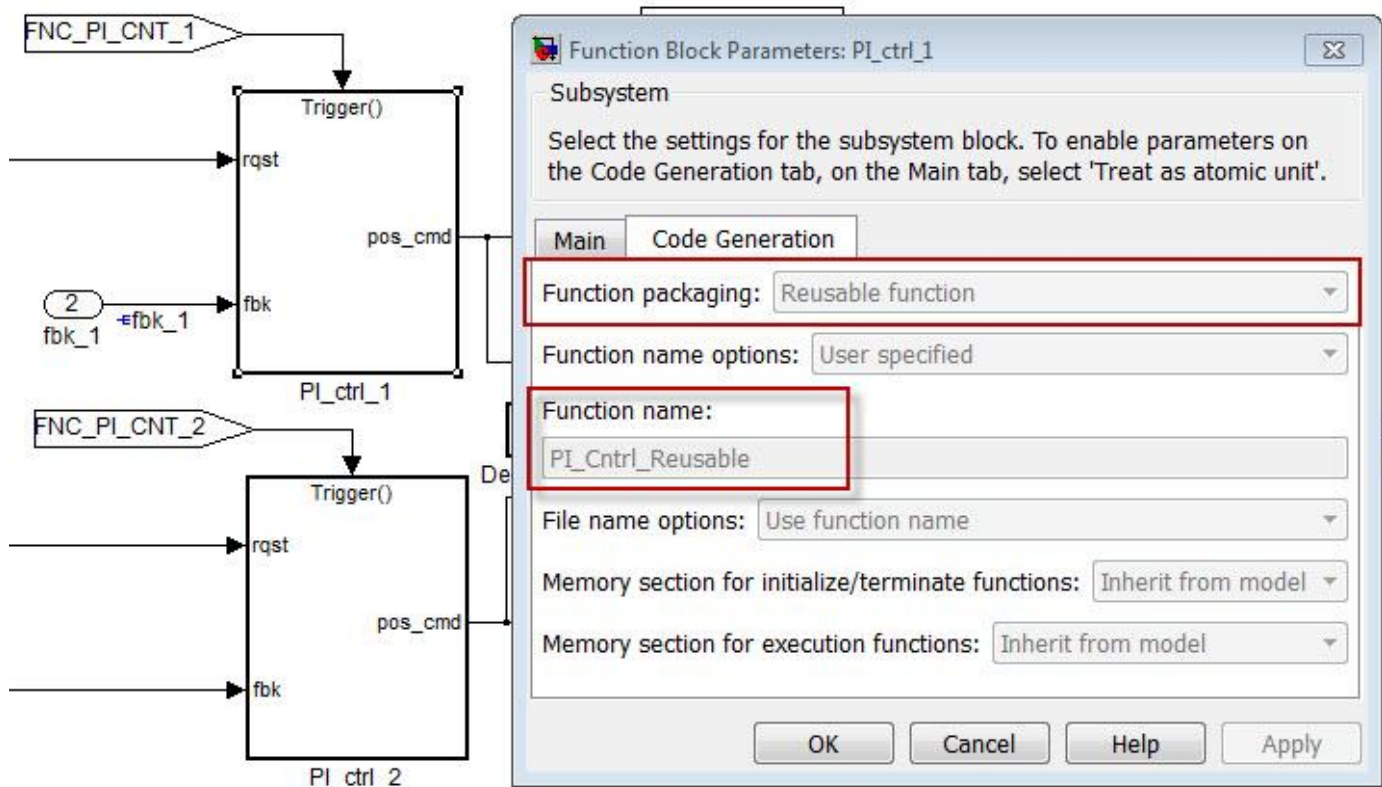 FNC_PI_CNT_1
Trigger()
rqst
pos_cmd
fbk
2
fbk_1
fbk_1
PI_ctrl_1
FNC_PI_CNT_2
Trigger()
rqst
pos_cmd
fbk
PI_ctrl_2
De
Function Block Parameters: PI_ctrl_1
Subsystem
Select the settings for the subsystem block. To enable parameters on
the Code Generation tab, on the Main tab, select 'Treat as atomic unit'.
Main Code Generation
Function packaging: Reusable function
Function name options: User specified
Function name:
PI_Cntrl_Reusable
File name options: Use function name
Memory section for initialize/terminate functions: Inherit from model
Memory section for execution functions: Inherit from model
OK Cancel Help Apply